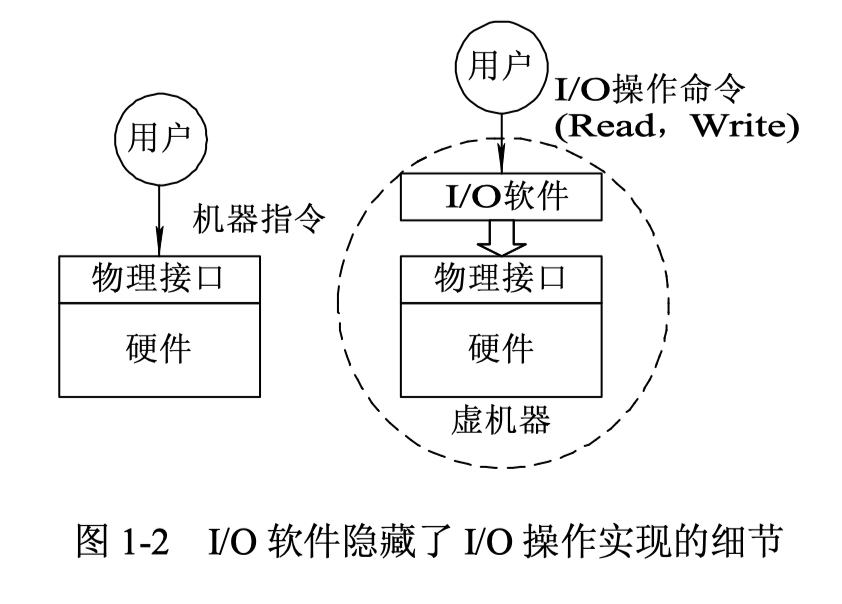 用户
机器指令
物理接口
硬件
用户
I/O操作命令
(Read，Write)
I/O软件
物理接口
硬件
虚机器
图 1-2 I/O 软件隐藏了 I/O 操作实现的细节